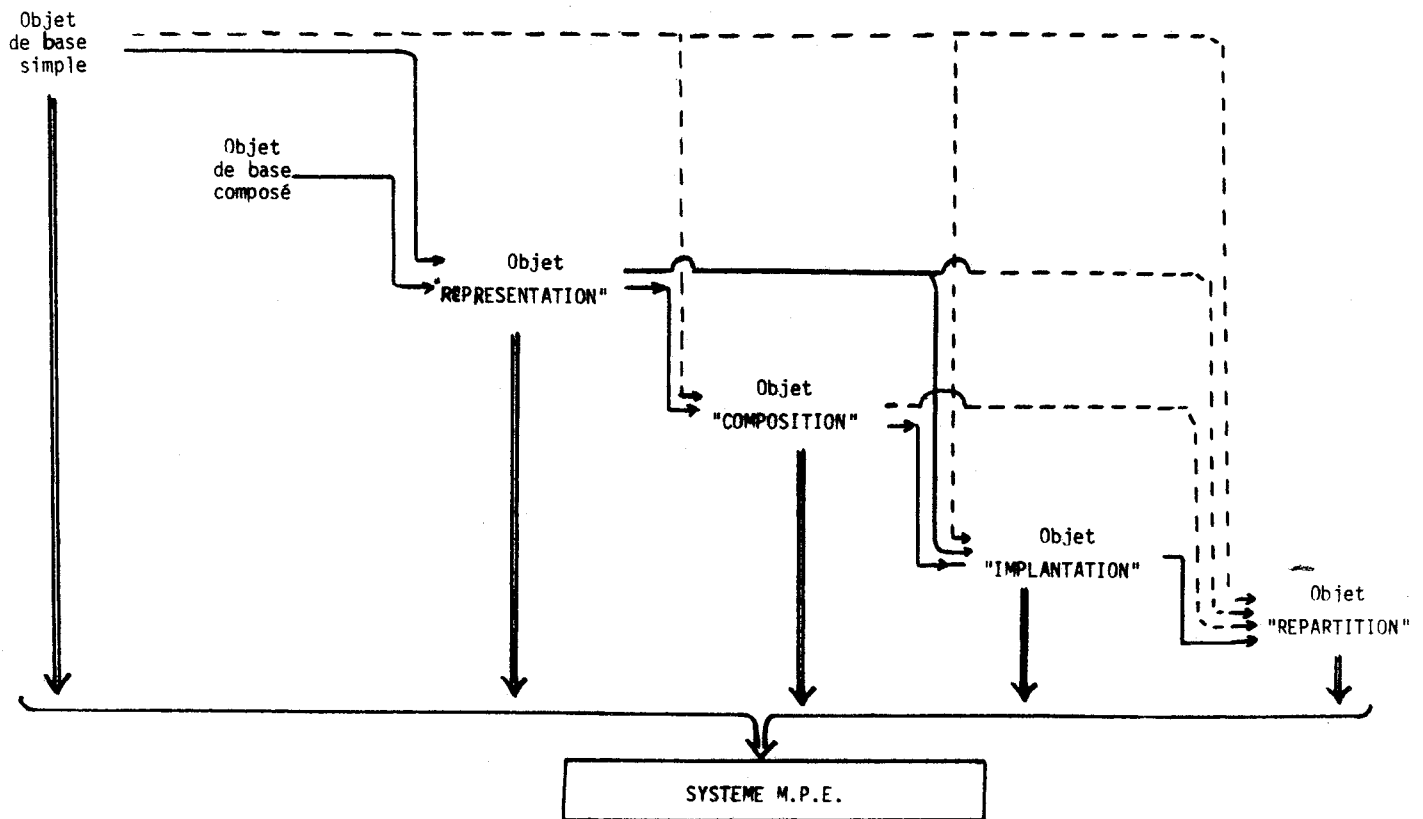 Objet
de base
simple
Objet
de base
composé
Objet
"REPRESENTATION"
Objet
"COMPOSITION"
Objet
"IMPLANTATION"
Objet
"REPARTITION"
SYSTEME M.P.E.